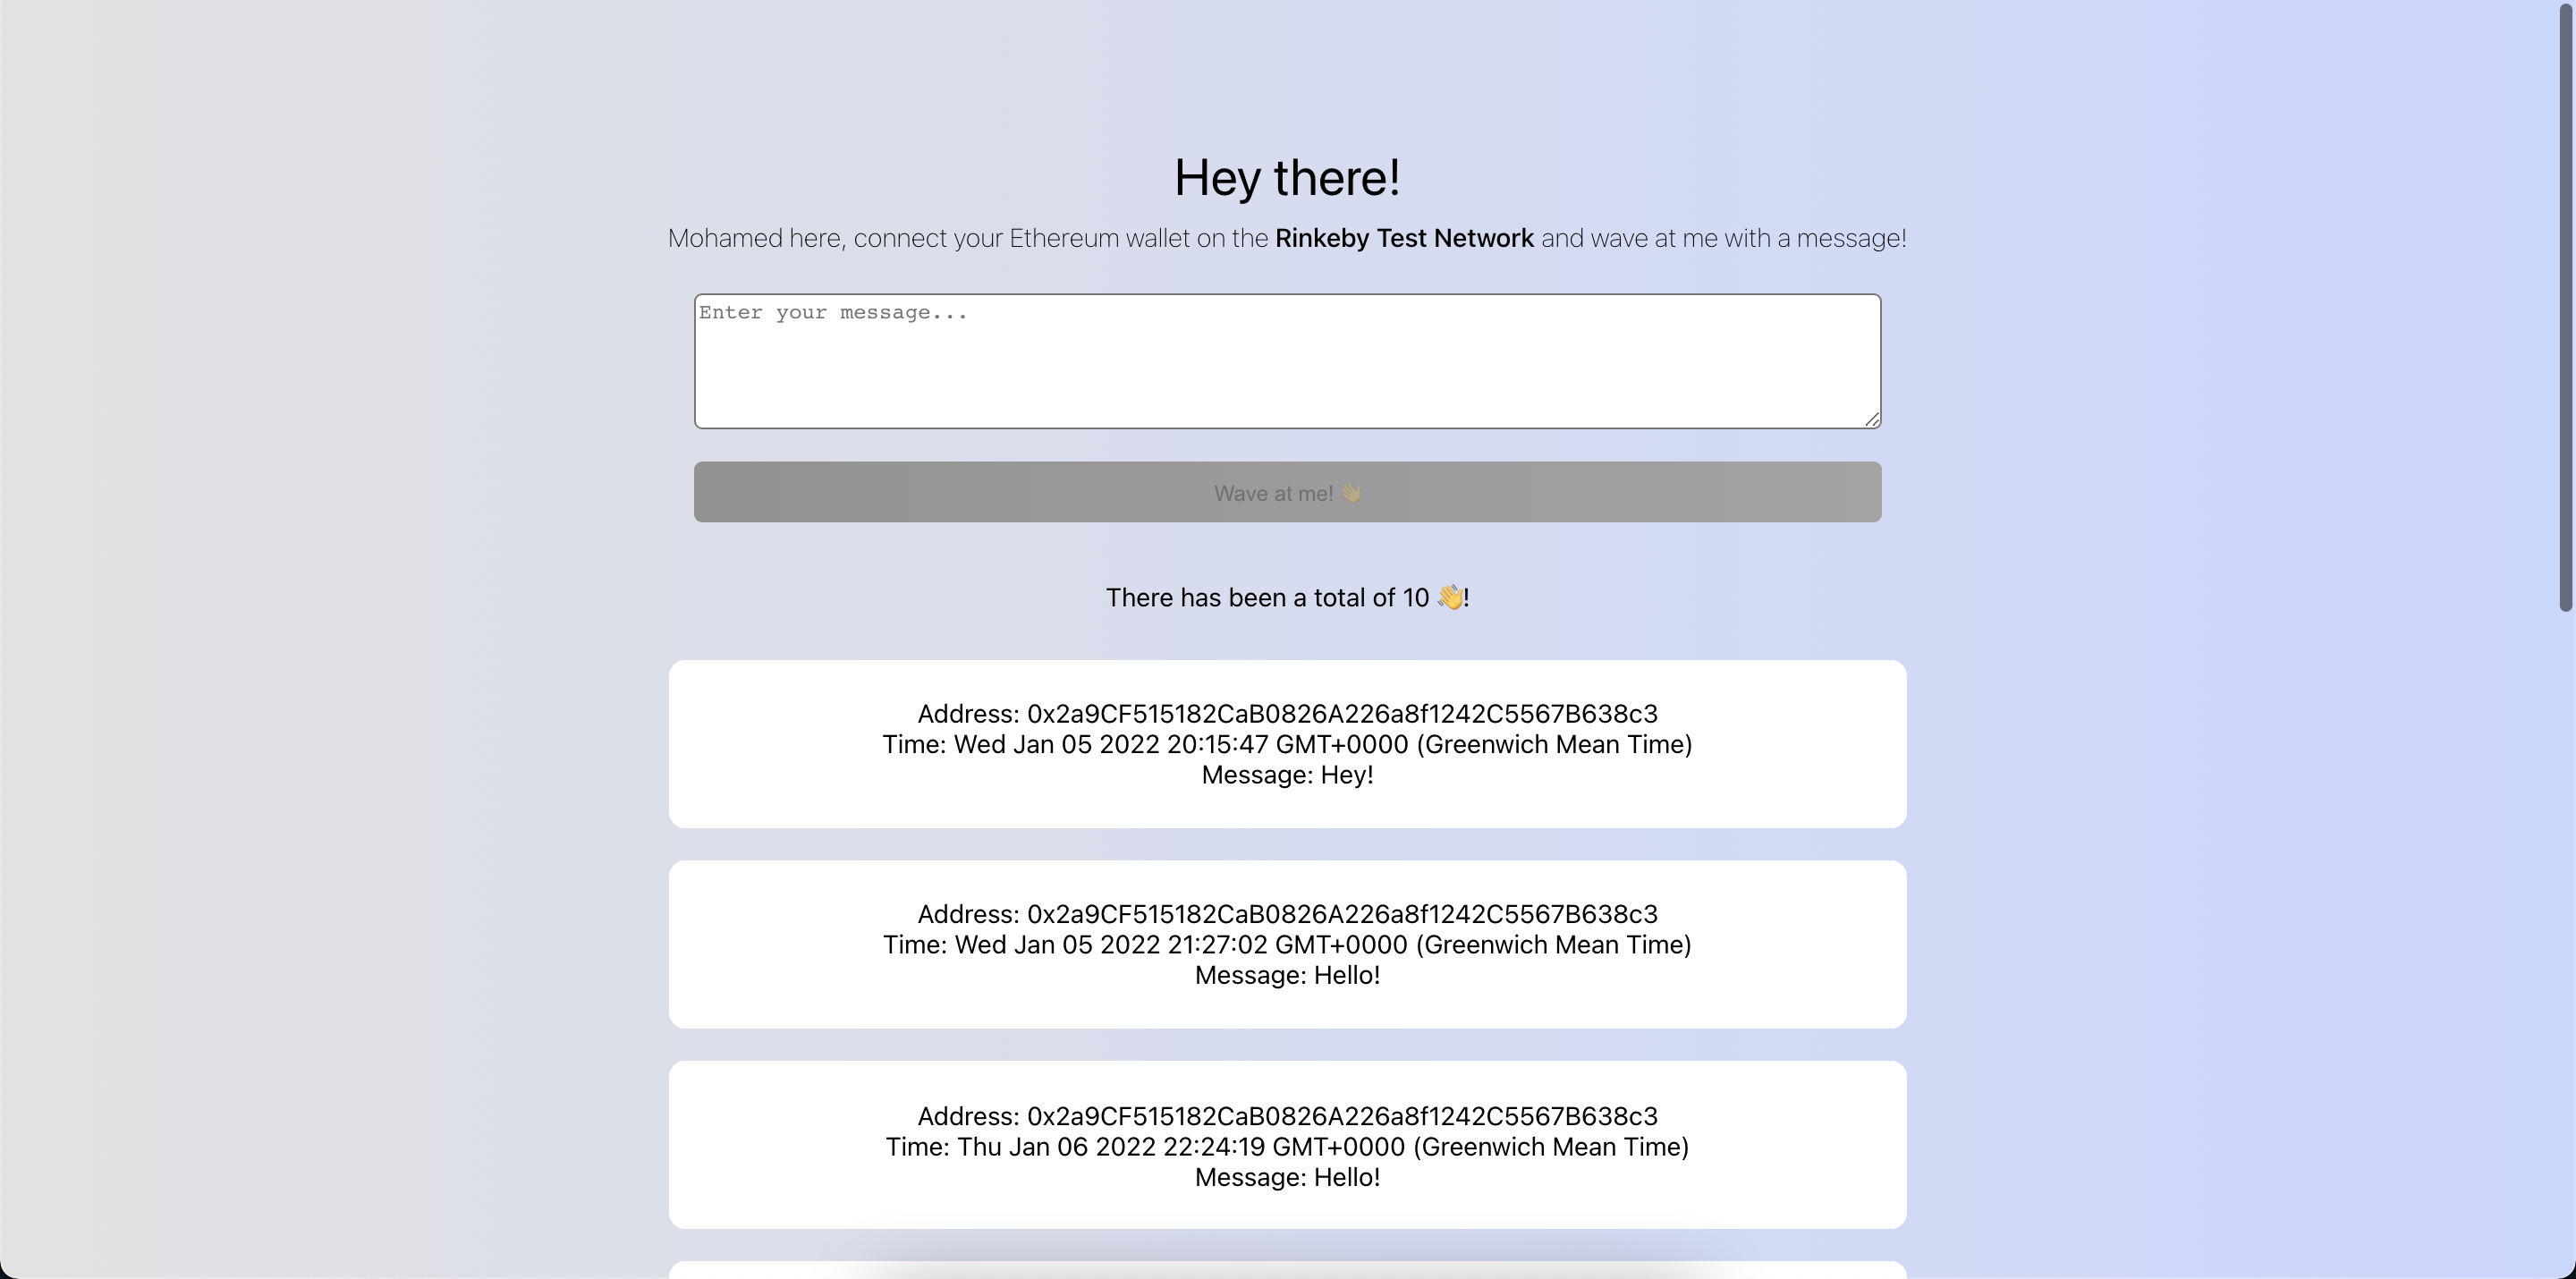 Hey there!
Mohamed here, connect your Ethereum wallet on the Rinkeby Test Network and wave at me with a message!
Enter your message...
Wave at me! 👋
There has been a total of 10 👋!
Address: 0x2a9CF515182CaB0826A226a8f1242C5567B638c3
Time: Wed Jan 05 2022 20:15:47 GMT+0000 (Greenwich Mean Time)
Message: Hey!
Address: 0x2a9CF515182CaB0826A226a8f1242C5567B638c3
Time: Wed Jan 05 2022 21:27:02 GMT+0000 (Greenwich Mean Time)
Message: Hello!
Address: 0x2a9CF515182CaB0826A226a8f1242C5567B638c3
Time: Thu Jan 06 2022 22:24:19 GMT+0000 (Greenwich Mean Time)
Message: Hello!